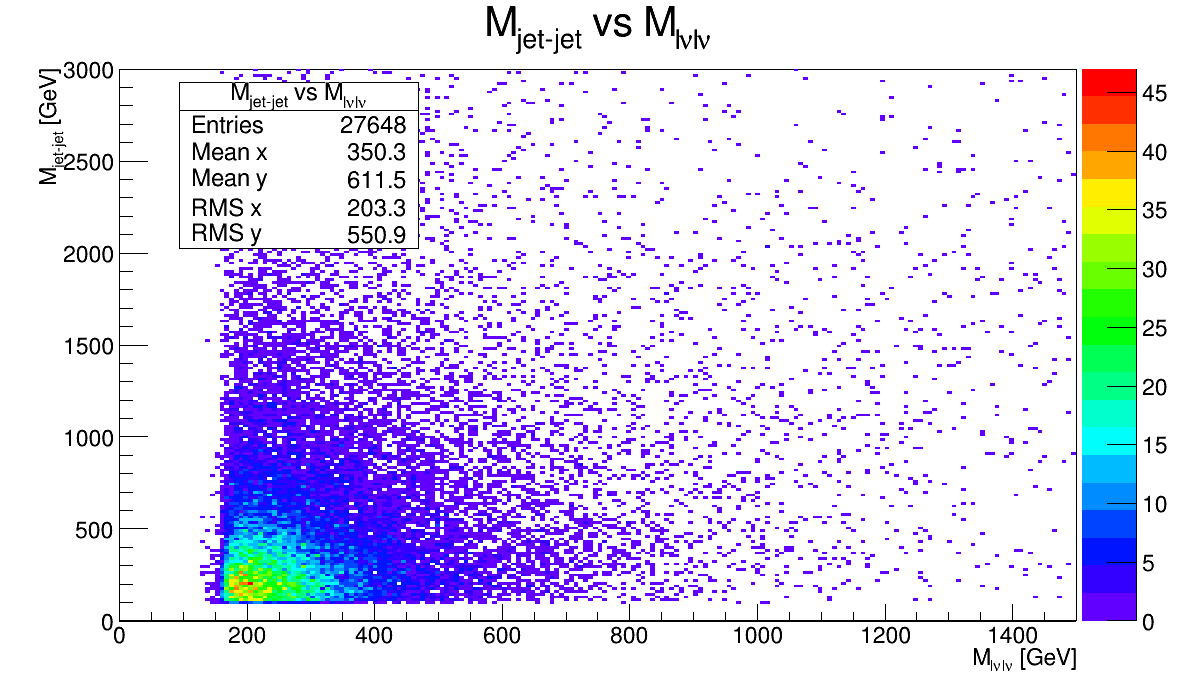 M_jet-jet vs M_lνlν
M_jet-jet [GeV]
3000
2500
2000
1500
1000
500
0
M_jet-jet vs M_lνlν
Entries 27648
Mean x 350.3
Mean y 611.5
RMS x 203.3
RMS y 550.9
45
40
35
30
25
20
15
10
5
0
0 200 400 600 800 1000 1200 1400
M_lνlν [GeV]